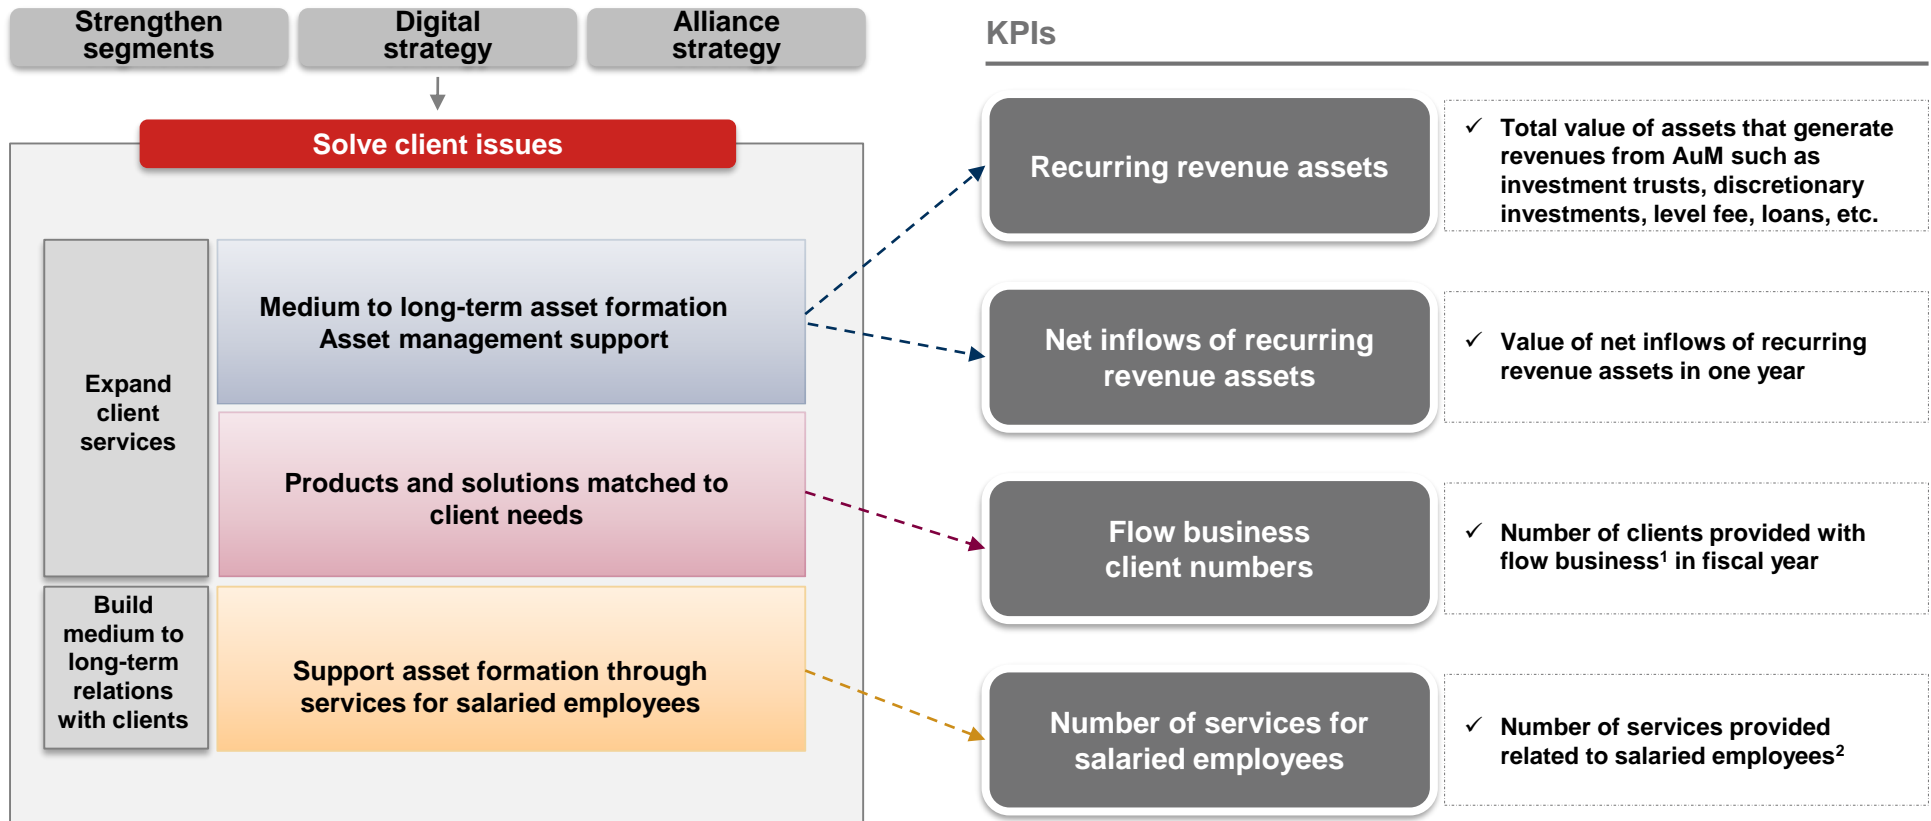 Strengthen
segments
Digital
strategy
Alliance
strategy
Solve client issues
Expand
client
services
Medium to long-term asset formation
Asset management support
Products and solutions matched to
client needs
Build
medium to
long-term
relations
with clients
Support asset formation through
services for salaried employees
KPIs
Recurring revenue assets
✓ Total value of assets that generate
revenues from AuM such as
investment trusts, discretionary
investments, level fee, loans, etc.
Net inflows of recurring
revenue assets
✓ Value of net inflows of recurring
revenue assets in one year
Flow business
client numbers
✓ Number of clients provided with
flow business¹ in fiscal year
Number of services for
salaried employees
✓ Number of services provided
related to salaried employees²